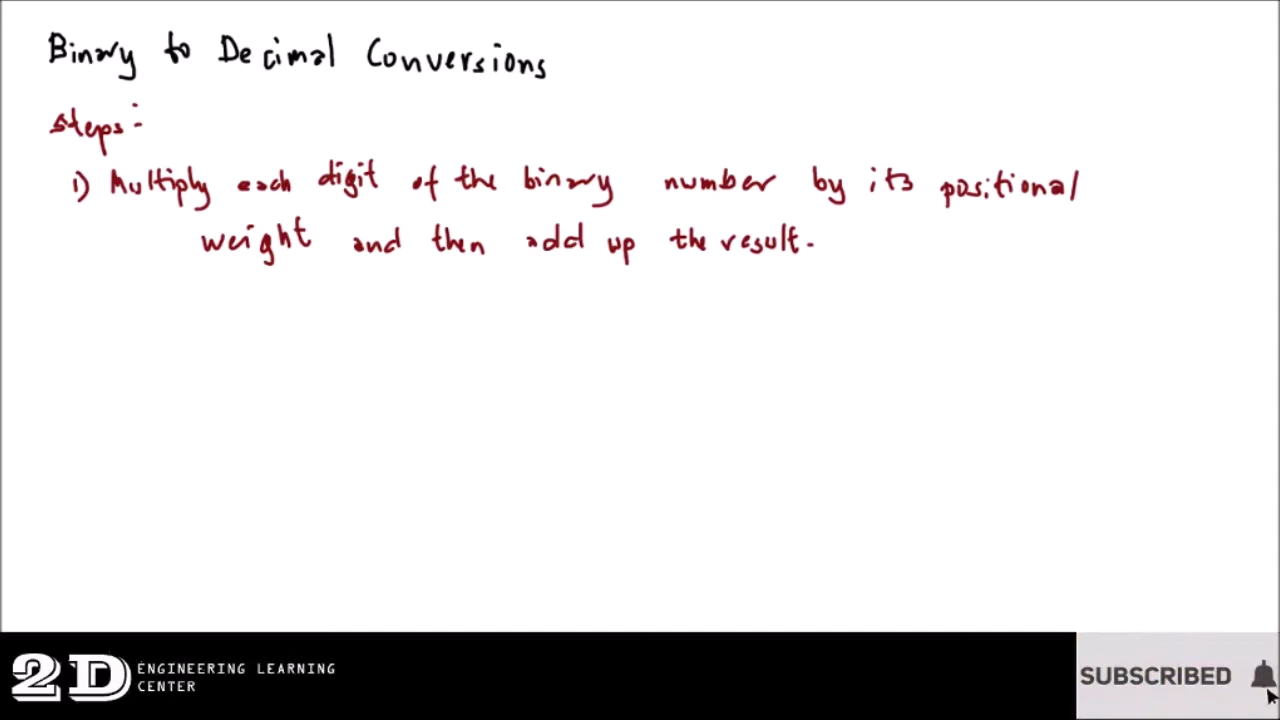 Binary to Decimal Conversions
Steps:
1) Multiply each digit of the binary number by its positional
weight and then add up the result.
2D ENGINEERING LEARNING
CENTER
SUBSCRIBED